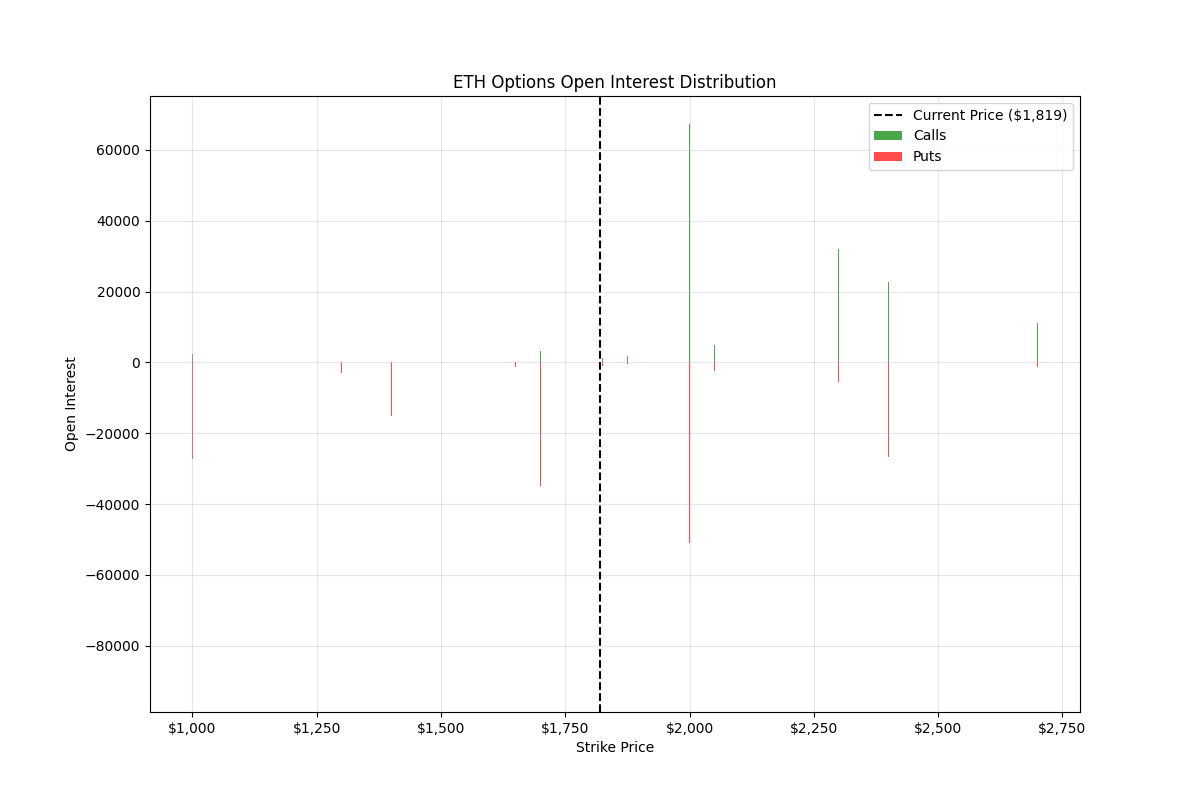 ETH Options Open Interest Distribution
Current Price ($1,819)
Calls
Puts
60000
40000
20000
0
−20000
−40000
−60000
−80000
Open Interest
$1,000 $1,250 $1,500 $1,750 $2,000 $2,250 $2,500 $2,750
Strike Price